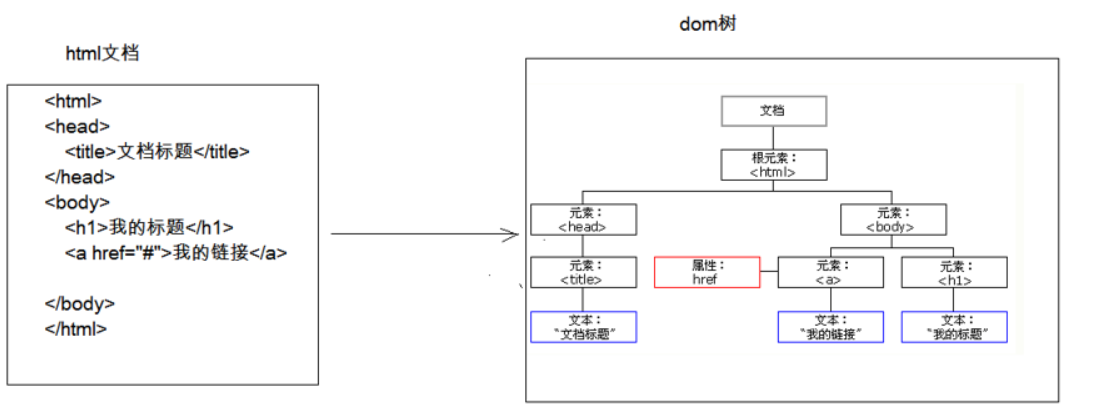 html文档
<html>
<head>
<title>文档标题</title>
</head>
<body>
<h1>我的标题</h1>
<a href="#">我的链接</a>
</body>
</html>
dom树
文档
根元素：
<html>
元素：
<head>
元素：
<body>
元素：
<title>
属性：
href
元素：
<a>
元素：
<h1>
文本：
"文档标题"
文本：
"我的链接"
文本：
"我的标题"